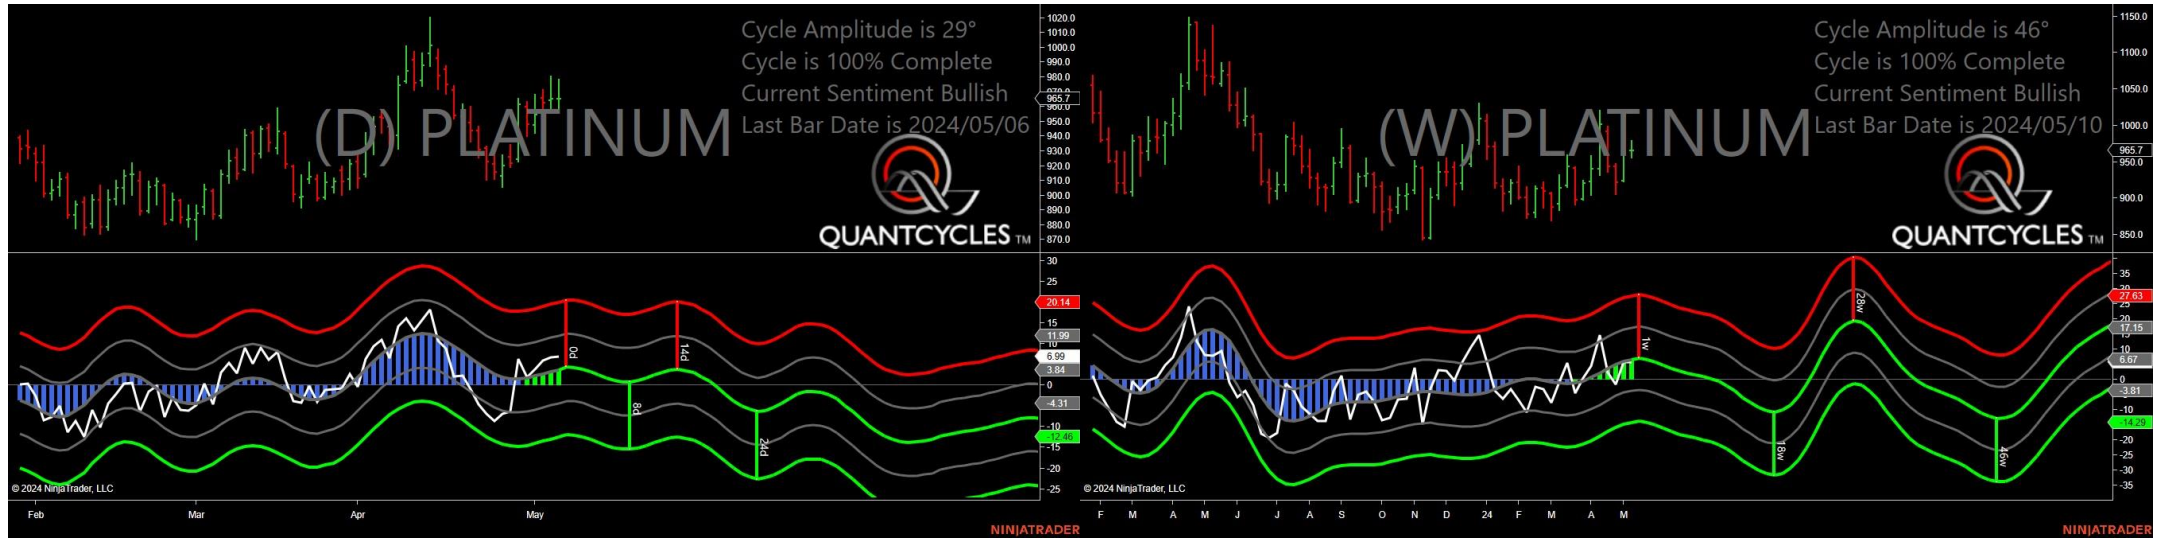 (D) PLATINUM
Cycle Amplitude is 29°
Cycle is 100% Complete
Current Sentiment Bullish
Last Bar Date is 2024/05/06
QUANTCYCLES TM
1020.0
1010.0
1000.0
990.0
980.0
965.7
950.0
940.0
930.0
920.0
910.0
900.0
890.0
880.0
870.0
30
25
20.14
15
11.99
10
6.99
3.84
0
-4.31
-10
-12.46
-15
-20
-25
0d
8d
14d
24d
© 2024 NinjaTrader, LLC
Feb Mar Apr May
NINJATRADER
(W) PLATINUM
Cycle Amplitude is 46°
Cycle is 100% Complete
Current Sentiment Bullish
Last Bar Date is 2024/05/10
QUANTCYCLES TM
1150.0
1100.0
1050.0
1000.0
965.7
950.0
900.0
850.0
35
27.63
20
17.15
10
6.67
0
-3.81
-10
-14.29
-20
-25
-30
-35
1w
18w
28w
46w
© 2024 NinjaTrader, LLC
F M A M J J A S O N D 24 F M A M
NINJATRADER